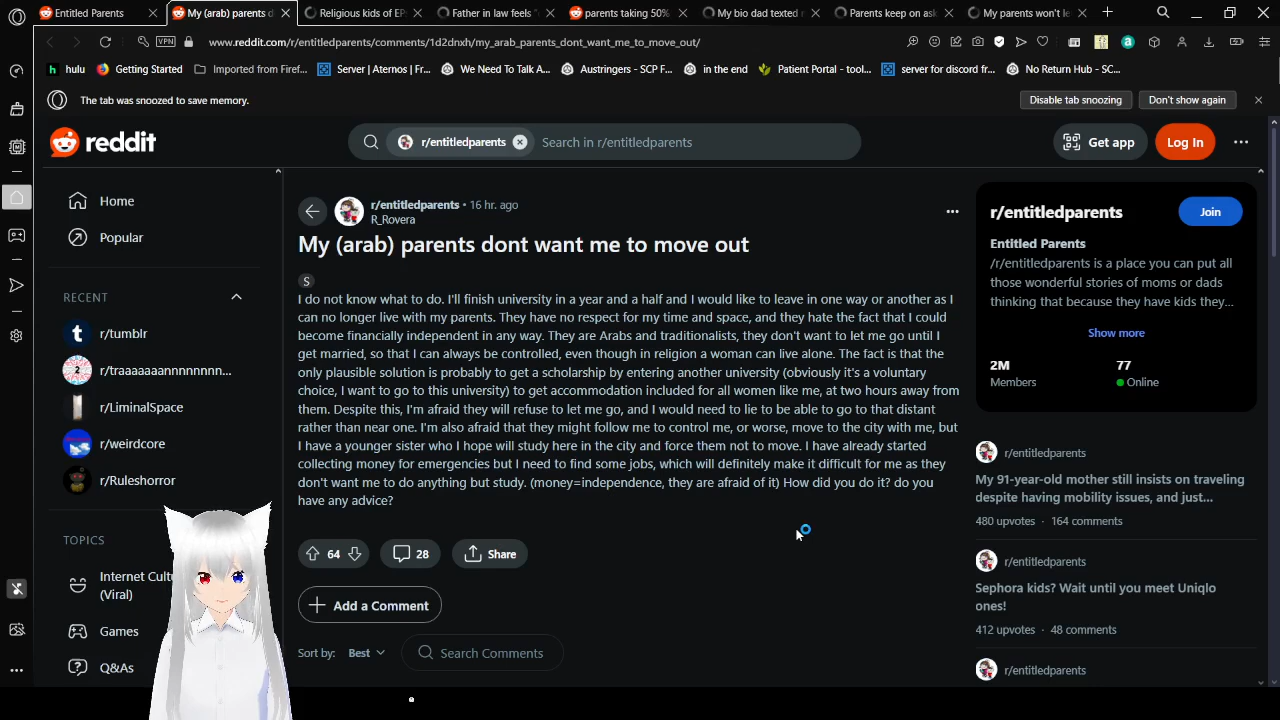 Entitled Parents
My (arab) parents d
Religious kids of EP
Father in law feels "
parents taking 50%
My bio dad texted
Parents keep on as
My parents won't le
VPN
www.reddit.com/r/entitledparents/comments/1d2dnxh/my_arab_parents_dont_want_me_to_move_out/
hulu
Getting Started
Imported from Firef...
Server | Aternos | Fr...
We Need To Talk A...
Austringers - SCP F...
in the end
Patient Portal - tool...
server for discord fr...
No Return Hub - SC...
The tab was snoozed to save memory.
Disable tab snoozing
Don't show again
reddit
r/entitledparents
Search in r/entitledparents
Get app
Log In
Home
Popular
RECENT
r/tumblr
r/traaaaaaannnnnnnnn...
r/LiminalSpace
r/weirdcore
r/Ruleshorror
TOPICS
Internet Cult
(Viral)
Games
Q&As
r/entitledparents • 16 hr. ago
R_Rovera
My (arab) parents dont want me to move out
S
I do not know what to do. I'll finish university in a year and a half and I would like to leave in one way or another as I
can no longer live with my parents. They have no respect for my time and space, and they hate the fact that I could
become financially independent in any way. They are Arabs and traditionalists, they don't want to let me go until I
get married, so that I can always be controlled, even though in religion a woman can live alone. The fact is that the
only plausible solution is probably to get a scholarship by entering another university (obviously it's a voluntary
choice, I want to go to this university) to get accommodation included for all women like me, at two hours away from
them. Despite this, I'm afraid they will refuse to let me go, and I would need to lie to be able to go to that distant
rather than near one. I'm also afraid that they might follow me to control me, or worse, move to the city with me, but
I have a younger sister who I hope will study here in the city and force them not to move. I have already started
collecting money for emergencies but I need to find some jobs, which will definitely make it difficult for me as they
don't want me to do anything but study. (money=independence, they are afraid of it) How did you do it? do you
have any advice?
64
28
Share
Add a Comment
Sort by:
Best
Search Comments
r/entitledparents
Join
Entitled Parents
/r/entitledparents is a place you can put all
those wonderful stories of moms or dads
thinking that because they have kids they...
Show more
2M
Members
77
Online
r/entitledparents
My 91-year-old mother still insists on traveling
despite having mobility issues, and just...
480 upvotes • 164 comments
r/entitledparents
Sephora kids? Wait until you meet Uniqlo
ones!
412 upvotes • 48 comments
r/entitledparents